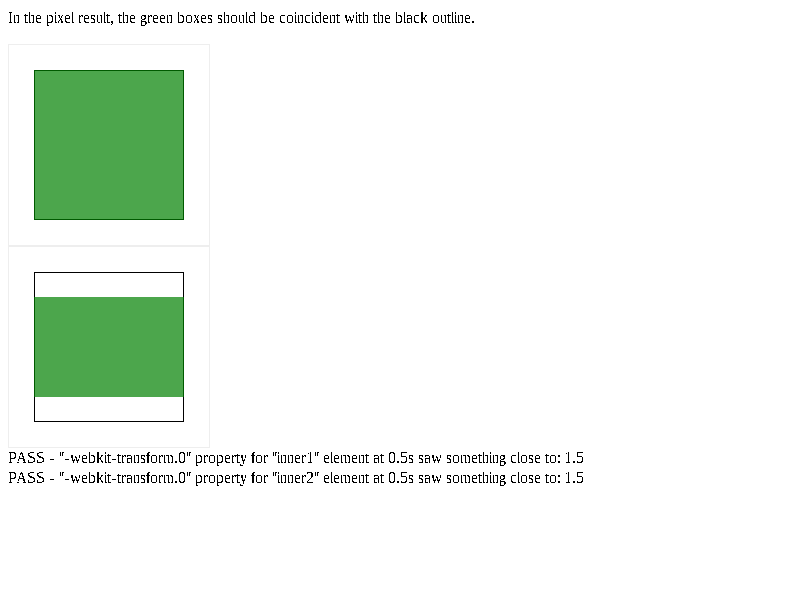 In the pixel result, the green boxes should be coincident with the black outline.
PASS - "-webkit-transform.0" property for "inner1" element at 0.5s saw something close to: 1.5
PASS - "-webkit-transform.0" property for "inner2" element at 0.5s saw something close to: 1.5